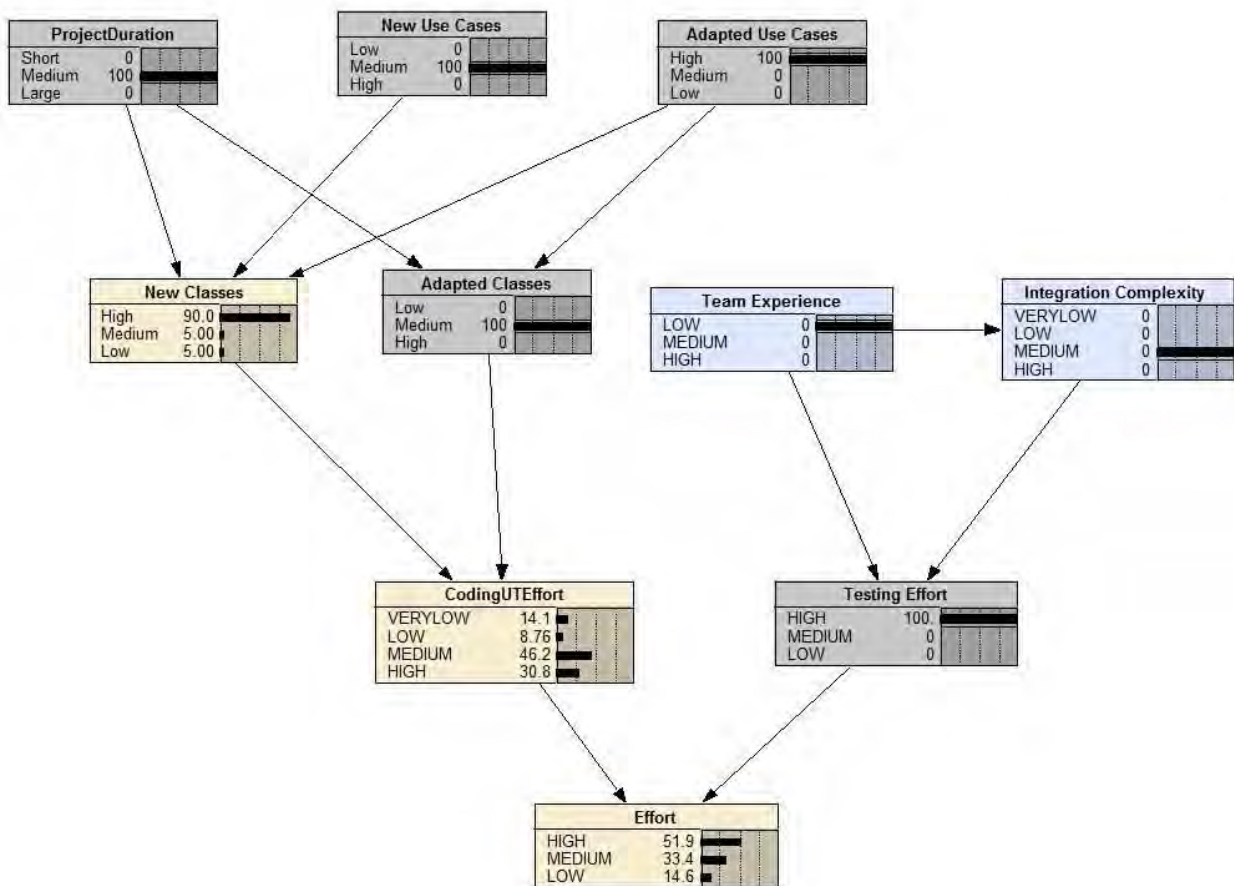 ProjectDuration
Short 0
Medium 100
Large 0
New Use Cases
Low 0
Medium 100
High 0
Adapted Use Cases
High 100
Medium 0
Low 0
New Classes
High 90.0
Medium 5.00
Low 5.00
Adapted Classes
Low 0
Medium 100
High 0
Team Experience
LOW 0
MEDIUM 0
HIGH 0
Integration Complexity
VERYLOW 0
LOW 0
MEDIUM 0
HIGH 0
CodingUTEffort
VERYLOW 14.1
LOW 8.76
MEDIUM 46.2
HIGH 30.8
Testing Effort
HIGH 100.
MEDIUM 0
LOW 0
Effort
HIGH 51.9
MEDIUM 33.4
LOW 14.6